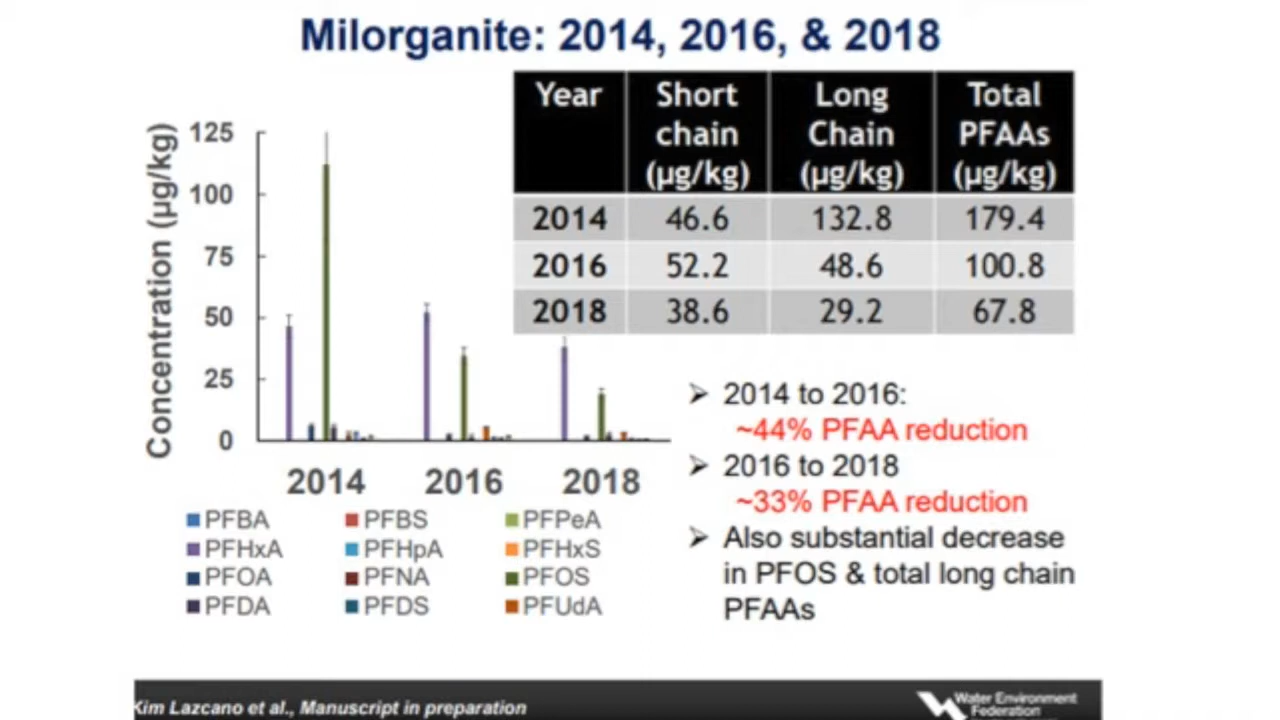 Milorganite: 2014, 2016, & 2018
Concentration (µg/kg)
125
100
75
50
25
0
2014 2016 2018
PFBA PFBS PFPeA
PFHxA PFHpA PFHxS
PFOA PFNA PFOS
PFDA PFDS PFUdA
Year Short chain (µg/kg) Long Chain (µg/kg) Total PFAAs (µg/kg)
2014 46.6 132.8 179.4
2016 52.2 48.6 100.8
2018 38.6 29.2 67.8
➢ 2014 to 2016:
~44% PFAA reduction
➢ 2016 to 2018
~33% PFAA reduction
➢ Also substantial decrease
in PFOS & total long chain
PFAAs
Kim Lazcano et al., Manuscript in preparation
Water Environment
Federation